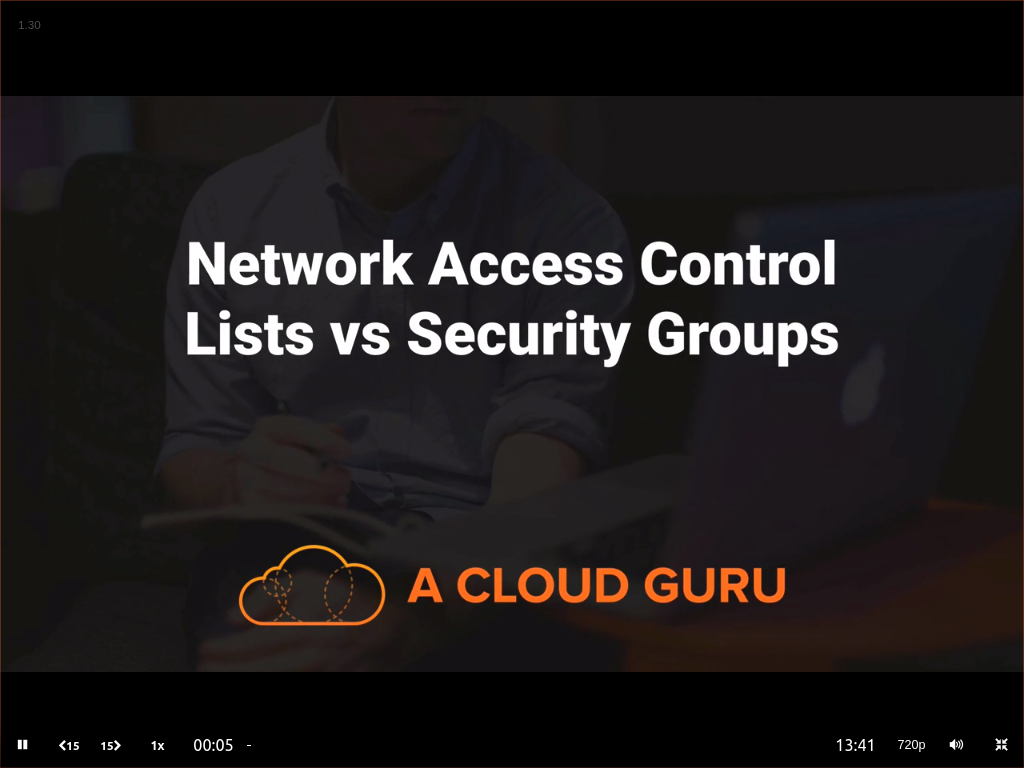 1.30
Network Access Control
Lists vs Security Groups
A CLOUD GURU
15 15 1x 00:05 - 13:41 720p